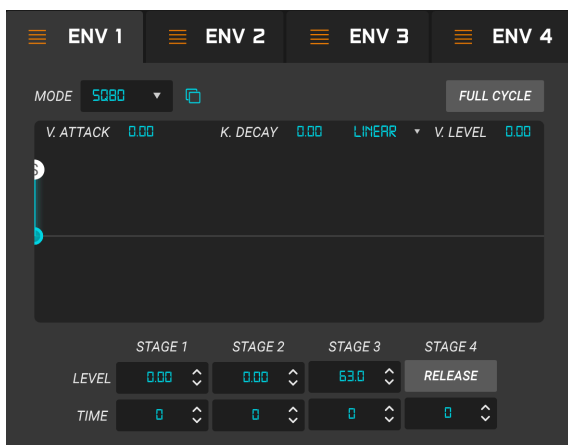 ENV 1 ENV 2 ENV 3 ENV 4
MODE SQ80 FULL CYCLE
V. ATTACK 0.00 K. DECAY 0.00 LINEAR V. LEVEL 0.00
S
STAGE 1 STAGE 2 STAGE 3 STAGE 4
LEVEL 0.00 0.00 63.0 RELEASE
TIME 0 0 0 0